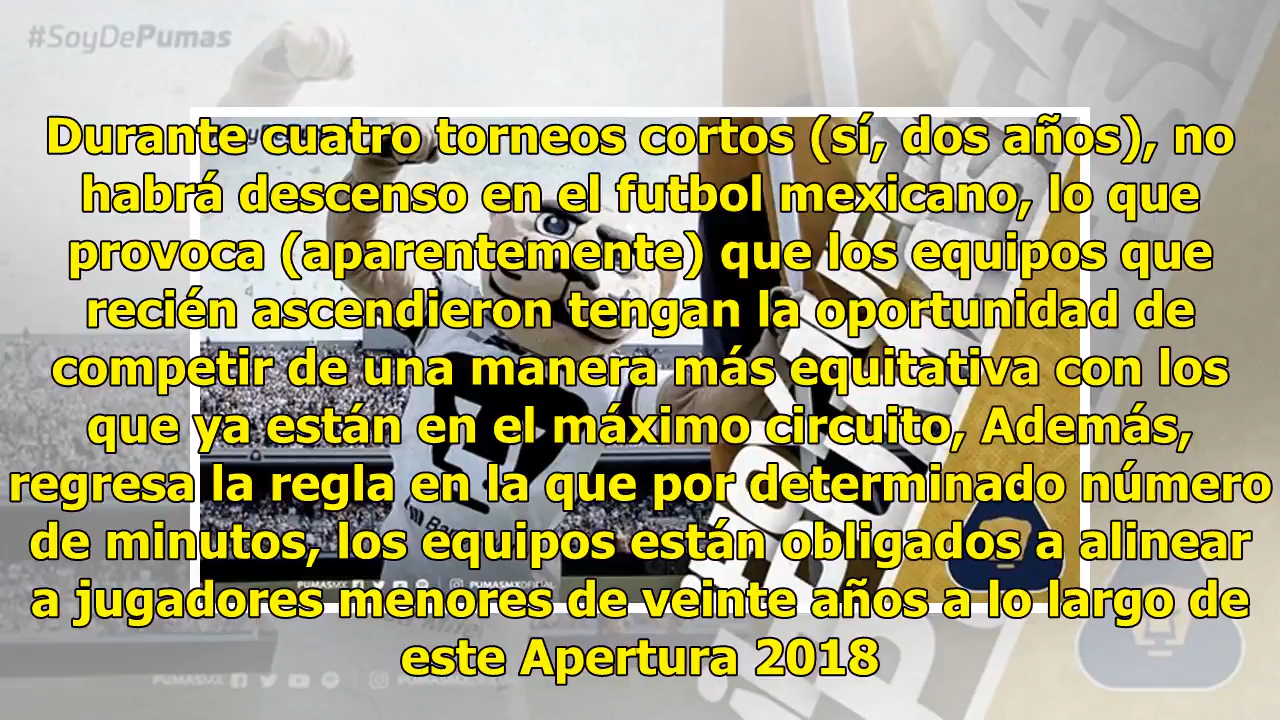 #SoyDePumas
Durante cuatro torneos cortos (sí, dos años), no
habrá descenso en el futbol mexicano, lo que
provoca (aparentemente) que los equipos que
recién ascendieron tengan la oportunidad de
competir de una manera más equitativa con los
que ya están en el máximo circuito, Además,
regresa la regla en la que por determinado número
de minutos, los equipos están obligados a alinear
a jugadores menores de veinte años a lo largo de
este Apertura 2018
PUMASMX PUMASMXOFICIAL
PUMASMX